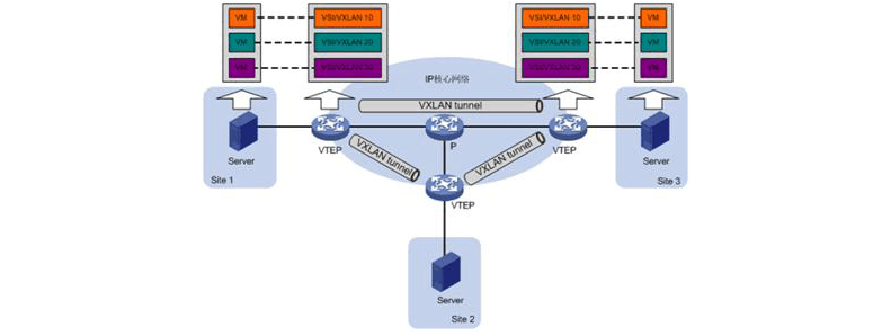 VM
VSI/VXLAN 10
VSI/VXLAN 10
VM
VM
VSI/VXLAN 20
VSI/VXLAN 20
VM
VM
VSI/VXLAN 30
VSI/VXLAN 30
VM
IP核心网络
VXLAN tunnel
Server
VTEP
P
VTEP
Server
VXLAN tunnel
VXLAN tunnel
Site 1
Site 3
VTEP
Server
Site 2